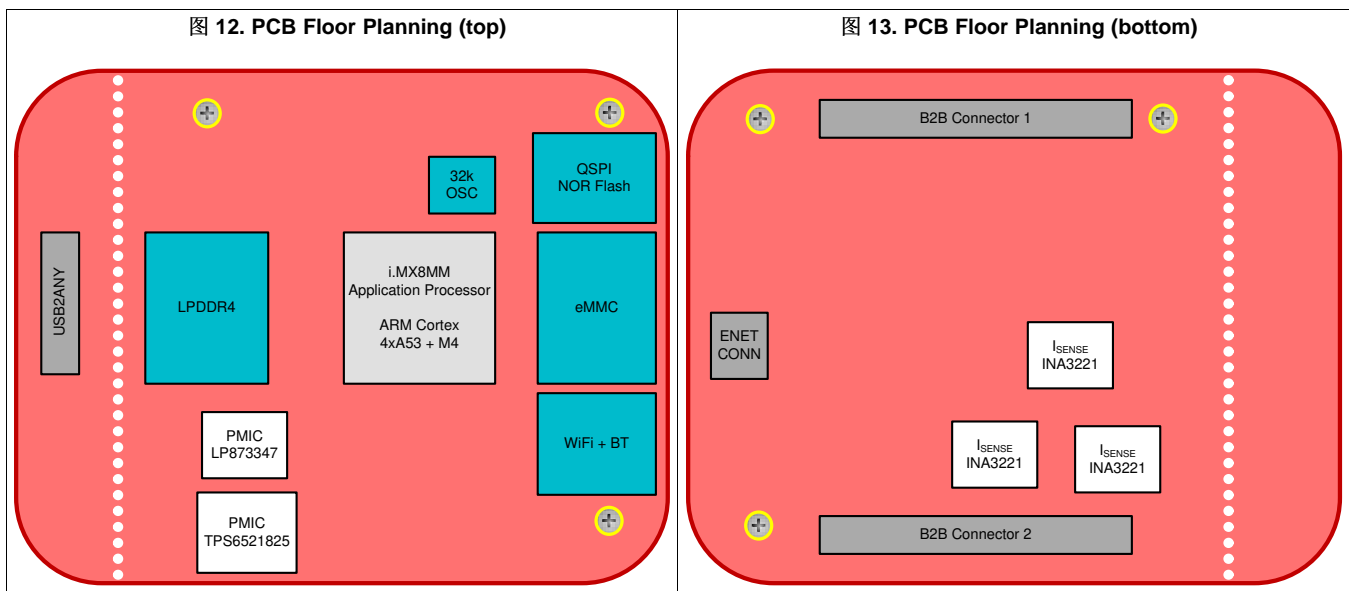 图 12. PCB Floor Planning (top)
32k
OSC
QSPI
NOR Flash
USB2ANY
LPDDR4
i.MX8MM
Application Processor
ARM Cortex
4xA53 + M4
eMMC
PMIC
LP873347
WiFi + BT
PMIC
TPS6521825
图 13. PCB Floor Planning (bottom)
B2B Connector 1
ENET
CONN
ISENSE
INA3221
ISENSE
INA3221
ISENSE
INA3221
B2B Connector 2